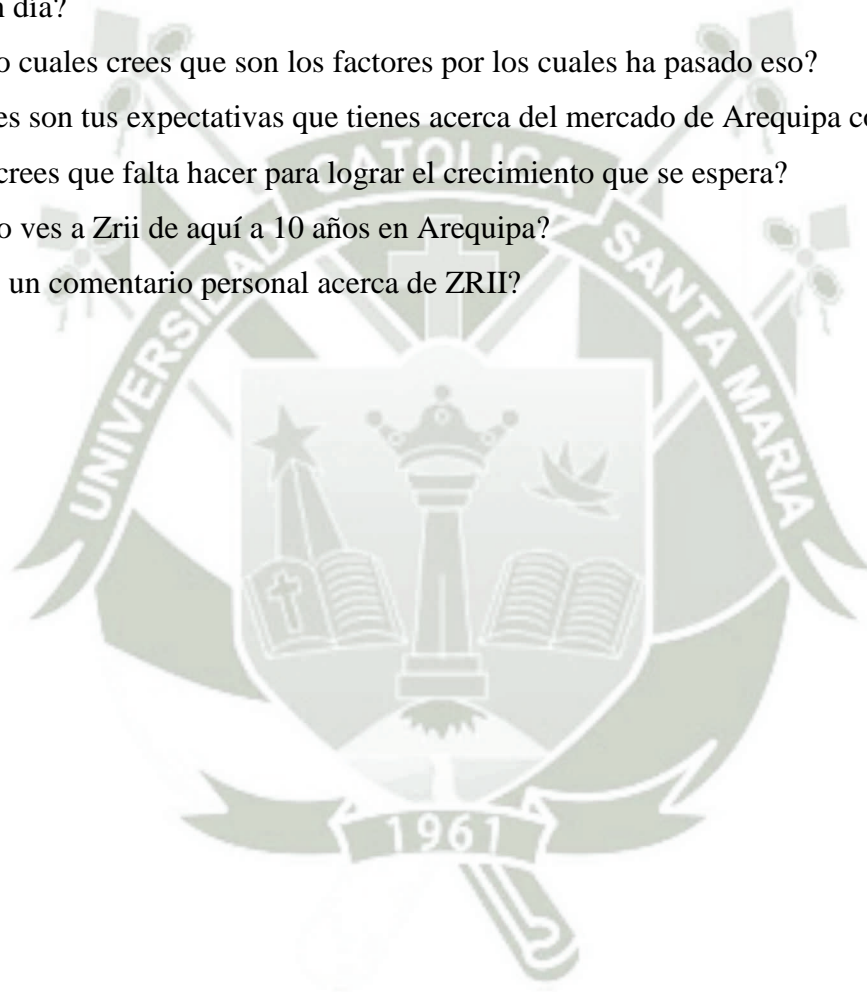 n día?
o cuales crees que son los factores por los cuales ha pasado eso?
es son tus expectativas que tienes acerca del mercado de Arequipa co
crees que falta hacer para lograr el crecimiento que se espera?
o ves a Zrii de aquí a 10 años en Arequipa?
un comentario personal acerca de ZRII?
UNIVERSIDAD CATOLICA SANTA MARIA
1961